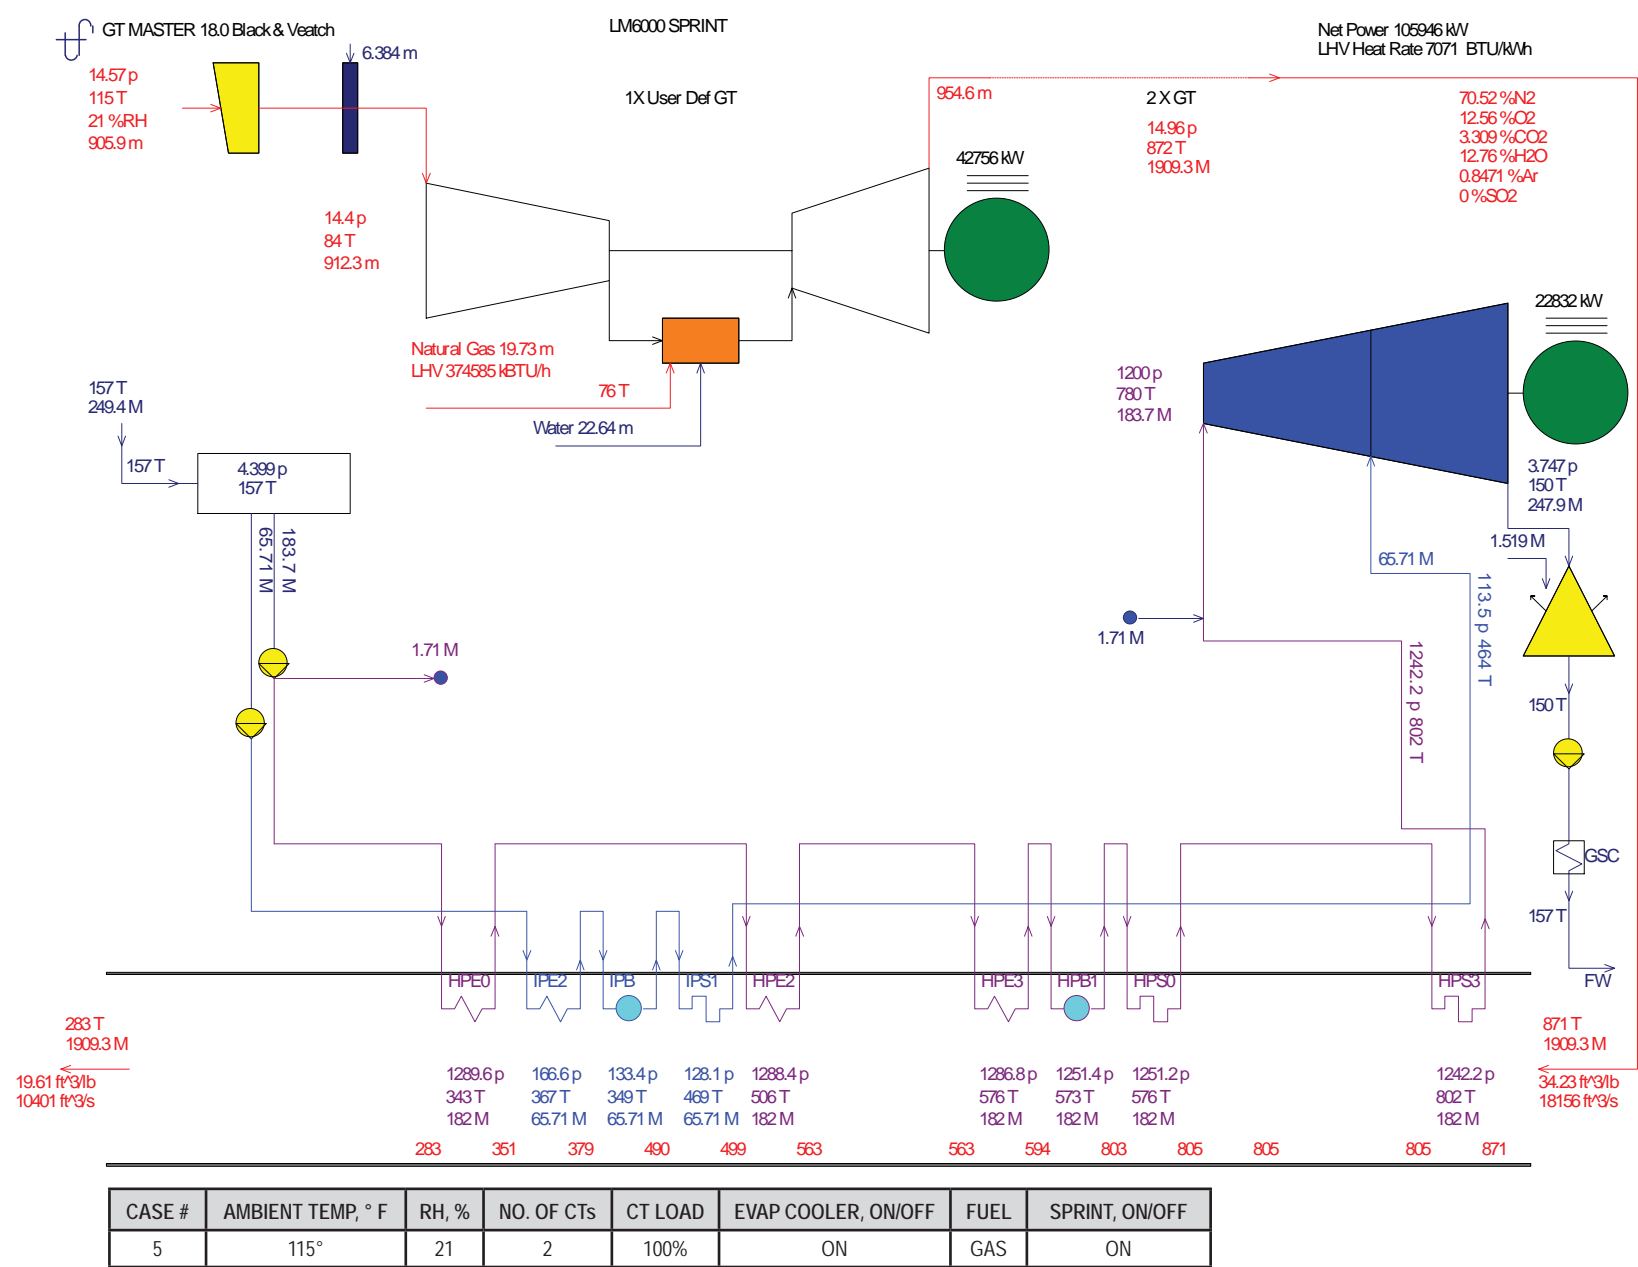 GT MASTER 18.0 Black & Veatch
LM6000 SPRINT
Net Power 105946 kW
LHV Heat Rate 7071 BTU/kWh
6.384 m
14.57 p
115 T
21 %RH
905.9 m
1X User Def GT
954.6 m
2 X GT
14.96 p
872 T
1909.3 M
70.52 %N2
12.56 %O2
3.309 %CO2
12.76 %H2O
0.8471 %Ar
0 %SO2
42756 kW
14.4 p
84 T
912.3 m
22832 kW
Natural Gas 19.73 m
LHV 374585 kBTU/h
76 T
Water 22.64 m
1200 p
780 T
183.7 M
157 T
249.4 M
157 T
4.399 p
157 T
3.747 p
150 T
247.9 M
65.71 M
183.7 M
1.519 M
65.71 M
113.5 p 464 T
1.71 M
1.71 M
1242.2 p 802 T
150 T
GSC
157 T
FW
HPE0
IPE2
IPB
IPS1
HPE2
HPE3
HPB1
HPS0
HPS3
283 T
1909.3 M
19.61 ft^3/lb
10401 ft^3/s
871 T
1909.3 M
34.23 ft^3/lb
18156 ft^3/s
1289.6 p
343 T
182 M
166.6 p
367 T
65.71 M
133.4 p
349 T
65.71 M
128.1 p
469 T
65.71 M
1288.4 p
506 T
182 M
1286.8 p
576 T
182 M
1251.4 p
573 T
182 M
1251.2 p
576 T
182 M
1242.2 p
802 T
182 M
283 351 379 490 499 563 563 594 803 805 805 805 871
CASE # AMBIENT TEMP, ° F RH, % NO. OF CTs CT LOAD EVAP COOLER, ON/OFF FUEL SPRINT, ON/OFF
5 115° 21 2 100% ON GAS ON